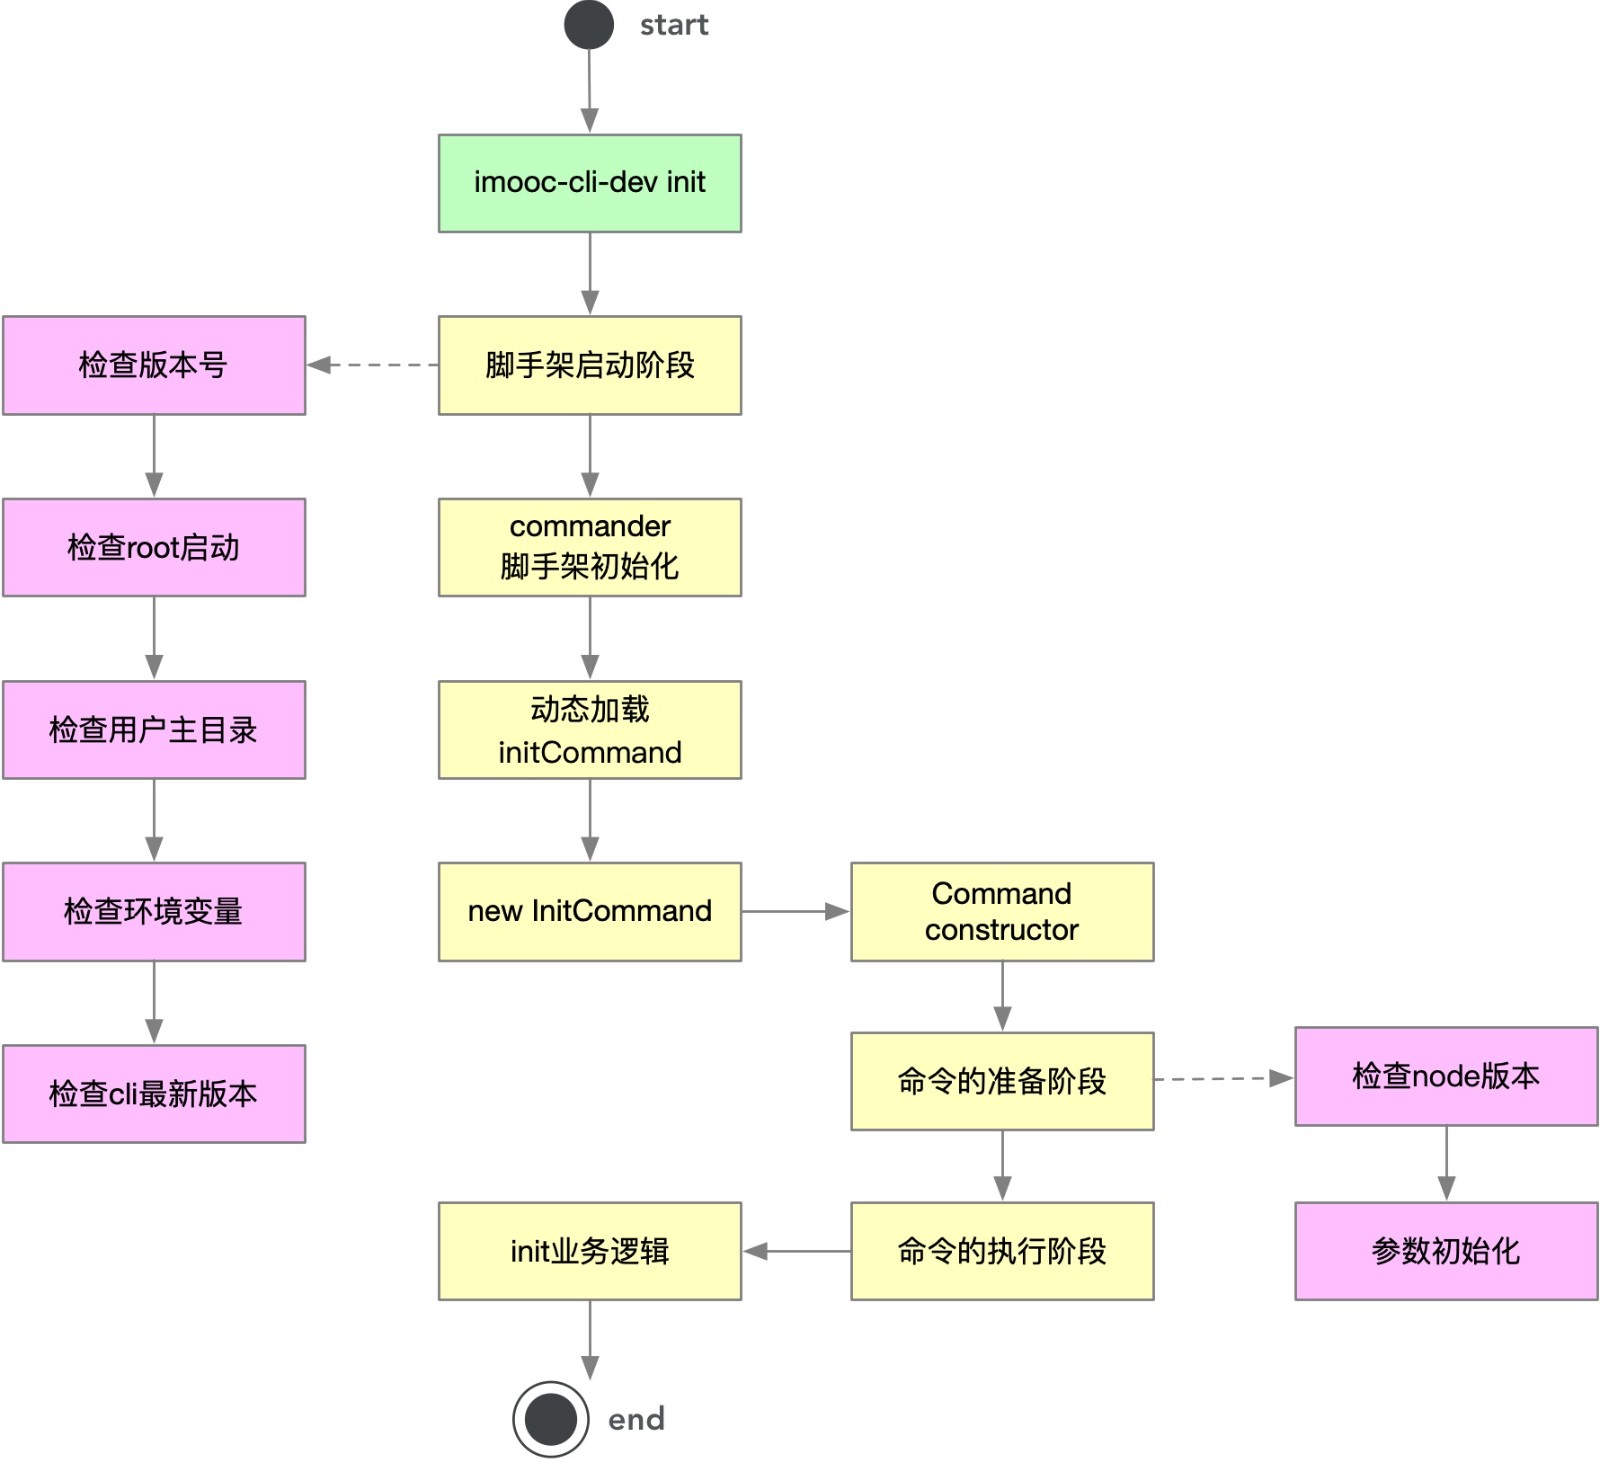 start
imooc-cli-dev init
检查版本号
脚手架启动阶段
检查root启动
commander
脚手架初始化
检查用户主目录
动态加载
initCommand
检查环境变量
new InitCommand
Command
constructor
检查cli最新版本
命令的准备阶段
检查node版本
init业务逻辑
命令的执行阶段
参数初始化
end